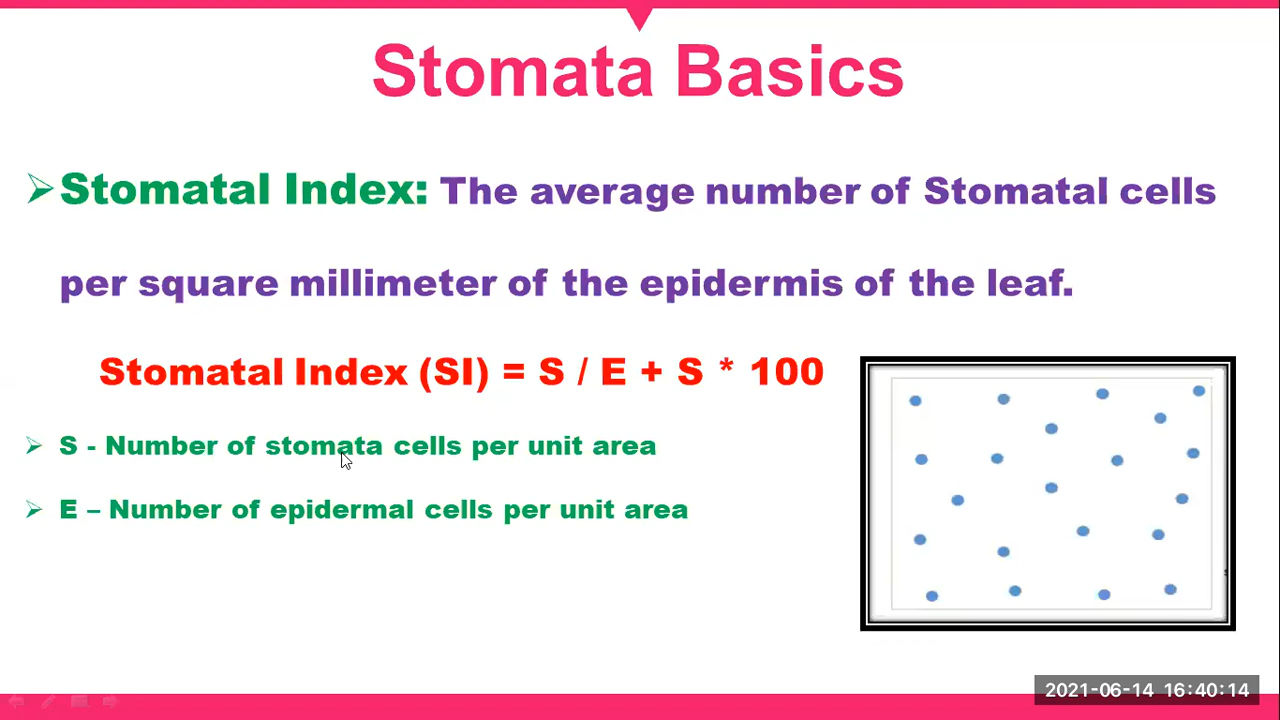 Stomata Basics
Stomatal Index: The average number of Stomatal cells
per square millimeter of the epidermis of the leaf.
Stomatal Index (SI) = S / E + S * 100
S - Number of stomata cells per unit area
E – Number of epidermal cells per unit area
2021-06-14 16:40:14